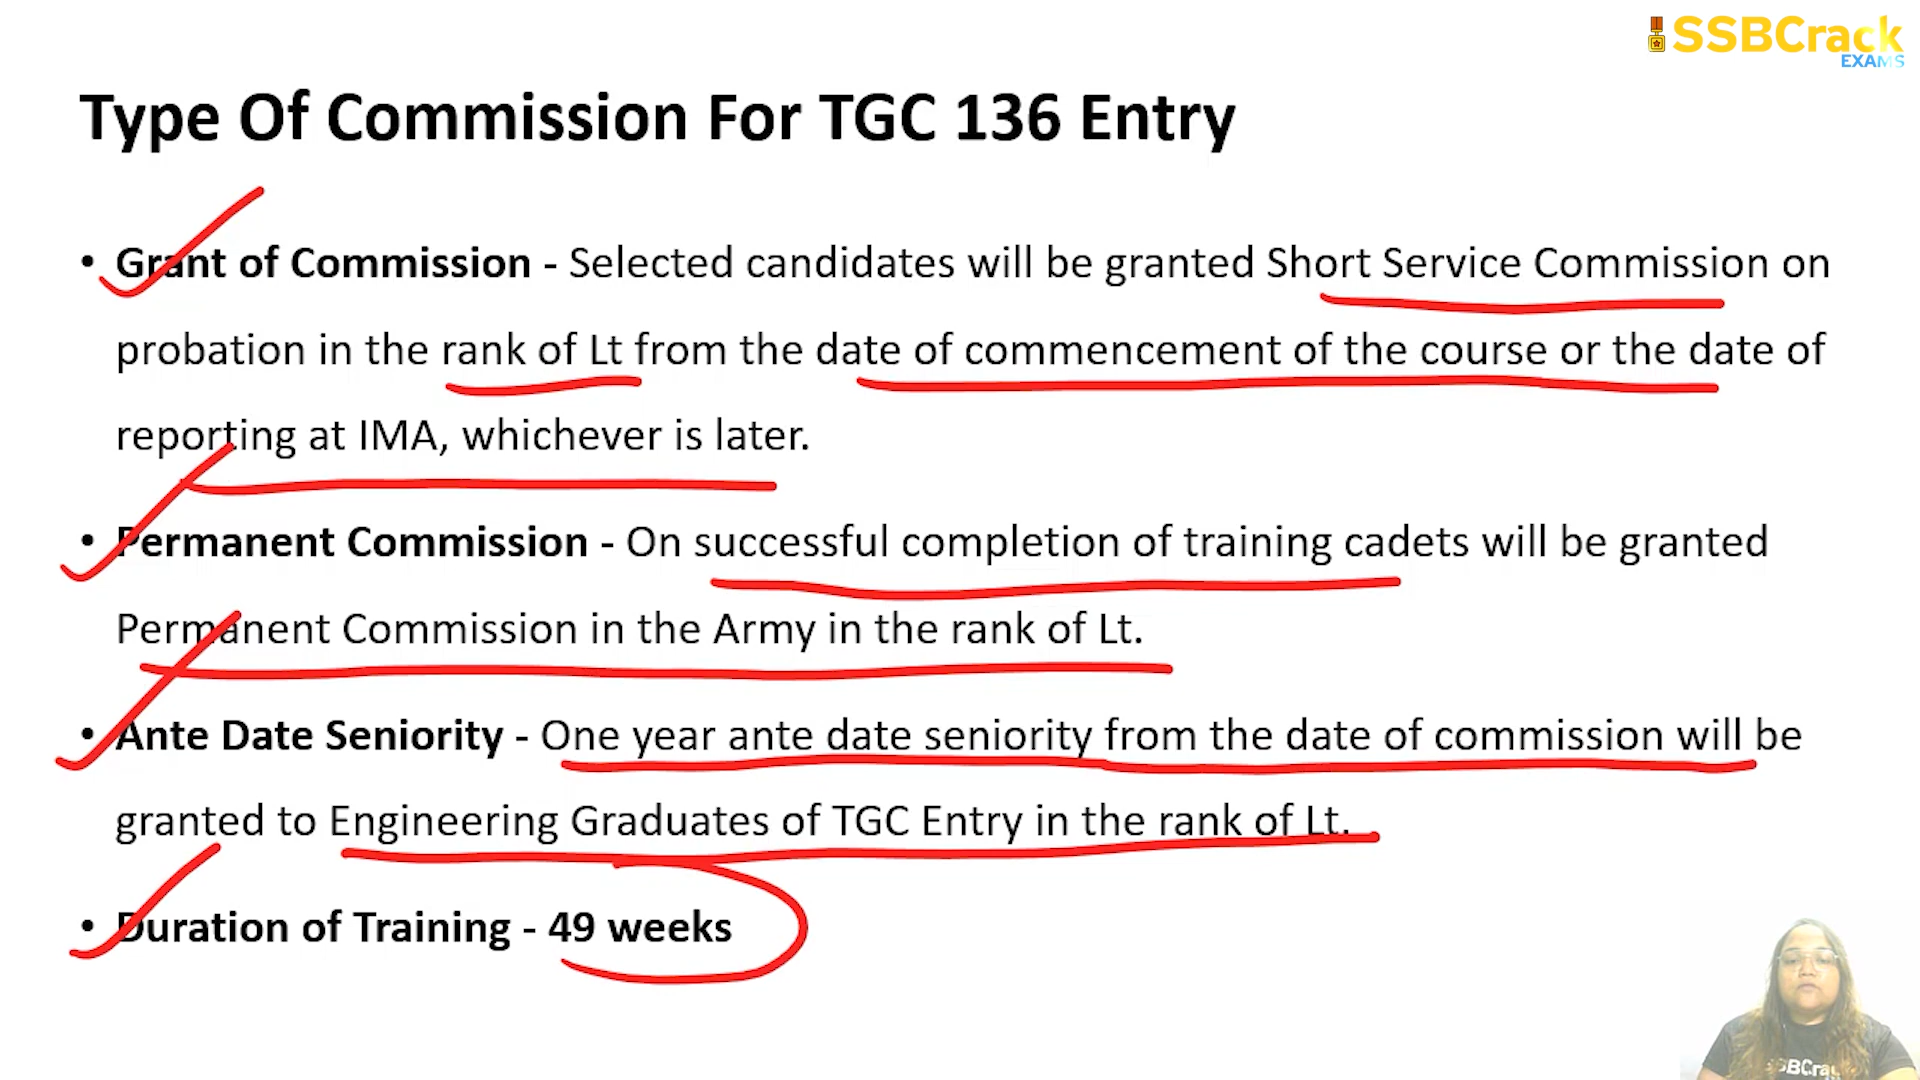 SSBCrack
EXAMS
Type Of Commission For TGC 136 Entry
• Grant of Commission - Selected candidates will be granted Short Service Commission on
probation in the rank of Lt from the date of commencement of the course or the date of
reporting at IMA, whichever is later.
• Permanent Commission - On successful completion of training cadets will be granted
Permanent Commission in the Army in the rank of Lt.
• Ante Date Seniority - One year ante date seniority from the date of commission will be
granted to Engineering Graduates of TGC Entry in the rank of Lt.
• Duration of Training - 49 weeks